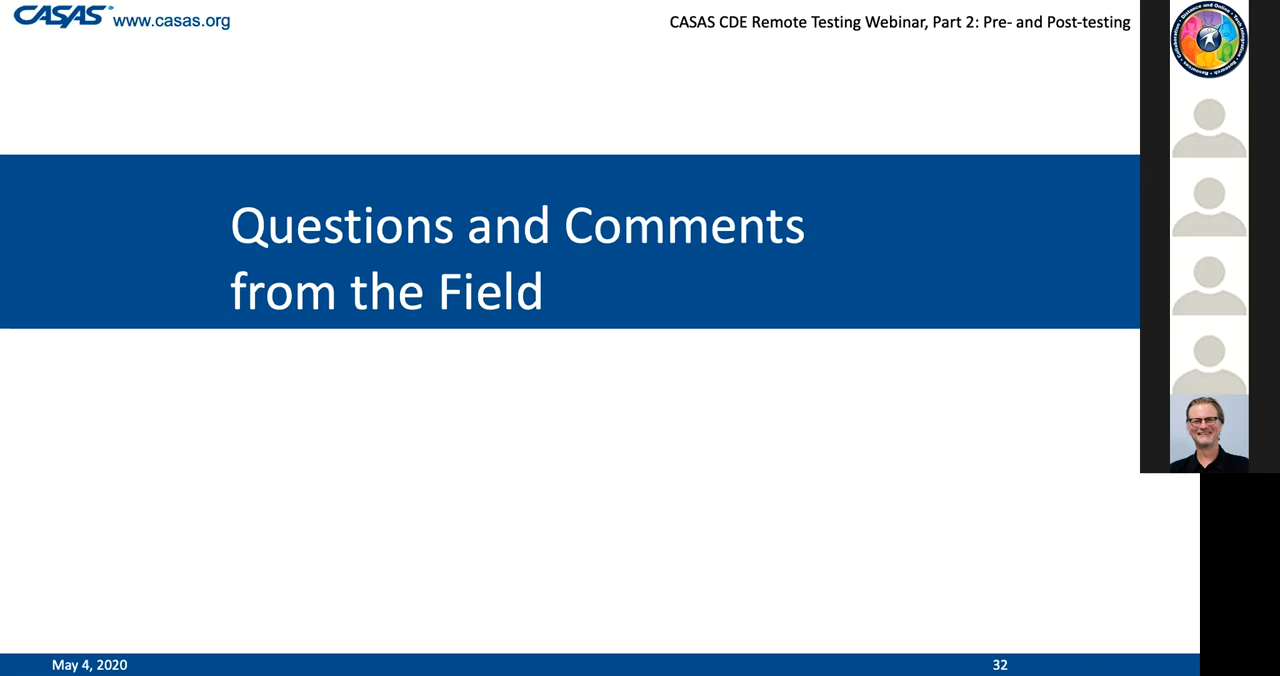 CASAS www.casas.org
CASAS CDE Remote Testing Webinar, Part 2: Pre- and Post-testing
Questions and Comments
from the Field
May 4, 2020
32